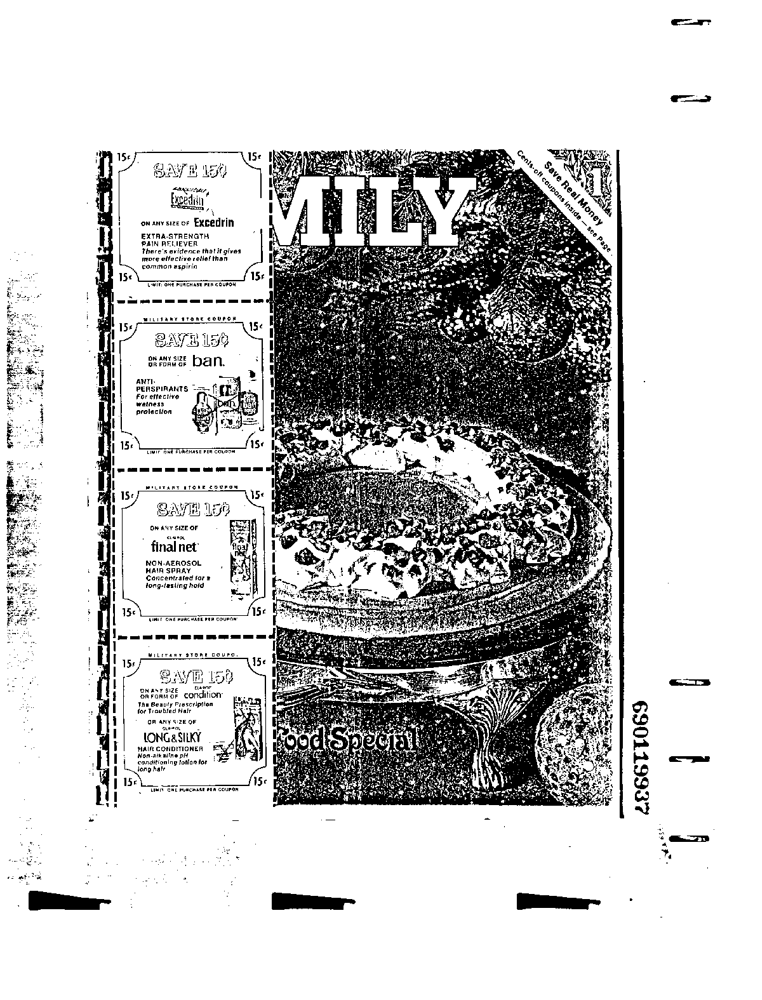 15¢ 15¢
SAVE 15¢
Excedrin
ON ANY SIZE OF Excedrin
EXTRA-STRENGTH
PAIN RELIEVER
There's evidence that it gives
more effective relief than
common aspirin
15¢ 15¢
LIMIT: ONE PURCHASE PER COUPON
MILITARY STORE COUPON
15¢ 15¢
SAVE 15¢
ON ANY SIZE
OR FORM OF ban.
ANTI-
PERSPIRANTS
For effective
wetness
protection
15¢ 15¢
LIMIT: ONE PURCHASE PER COUPON
MILITARY STORE COUPON
15¢ 15¢
SAVE 15¢
ON ANY SIZE OF
CLAIROL
final net
NON-AEROSOL
HAIR SPRAY
Concentrated for a
long-lasting hold
final
net
15¢ 15¢
LIMIT: ONE PURCHASE PER COUPON
MILITARY STORE COUPO
15¢ 15¢
SAVE 15¢
ON ANY SIZE
OR FORM OF condition
The Beauty Prescription
for Troubled Hair
OR ANY SIZE OF
CLAIROL
LONG & SILKY
HAIR CONDITIONER
Non-alkaline pH
conditioning lotion for
long hair
15¢ 15¢
LIMIT: ONE PURCHASE PER COUPON
MILY
Save Real Money
Cents-off coupons inside... see Page
1
Food Special
690119937